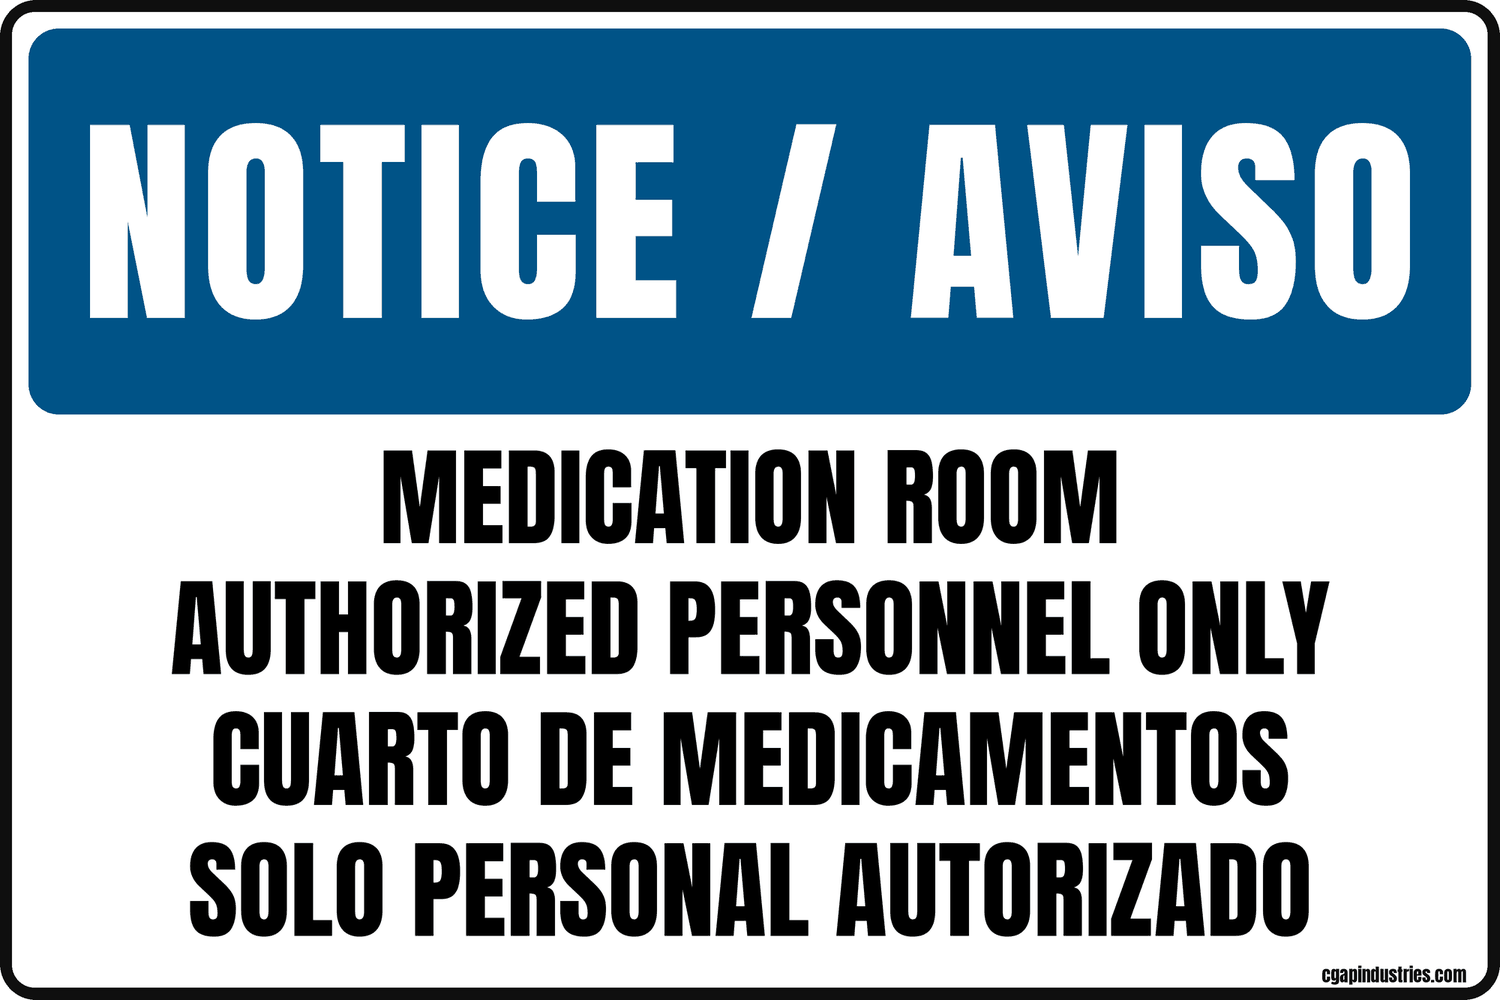 NOTICE / AVISO
MEDICATION ROOM
AUTHORIZED PERSONNEL ONLY
CUARTO DE MEDICAMENTOS
SOLO PERSONAL AUTORIZADO
cgapindustries.com